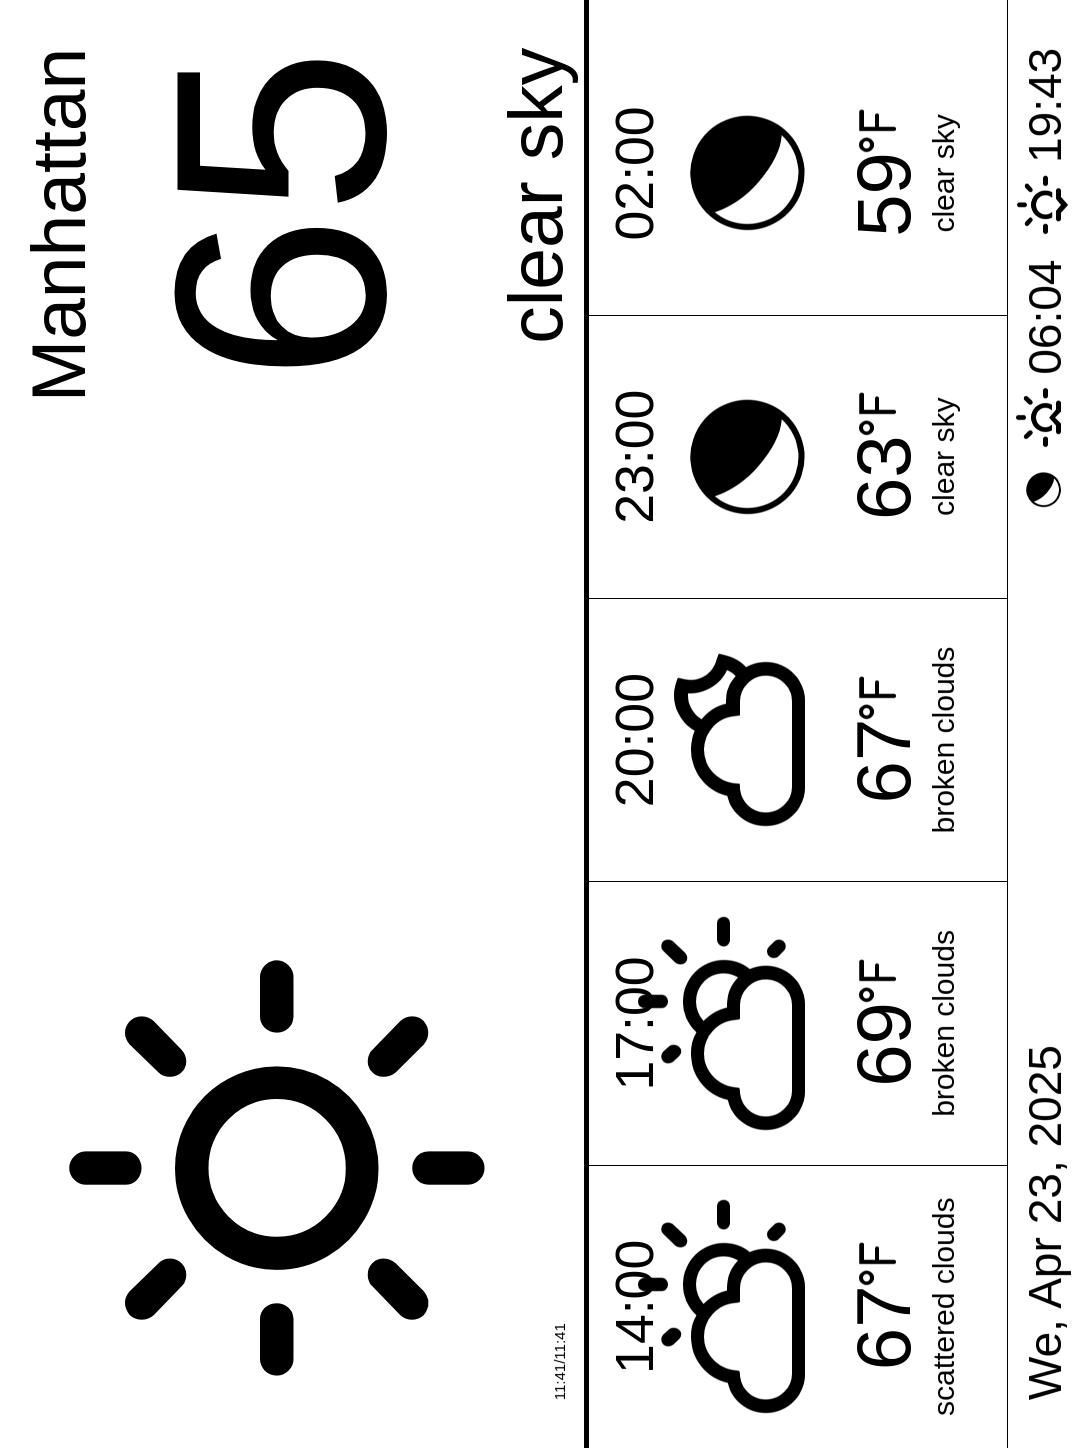 Manhattan
65
clear sky
11:41/11:41
14:00
17:00
20:00
23:00
02:00
67°F
69°F
67°F
63°F
59°F
scattered clouds
broken clouds
broken clouds
clear sky
clear sky
We, Apr 23, 2025
06:04
19:43